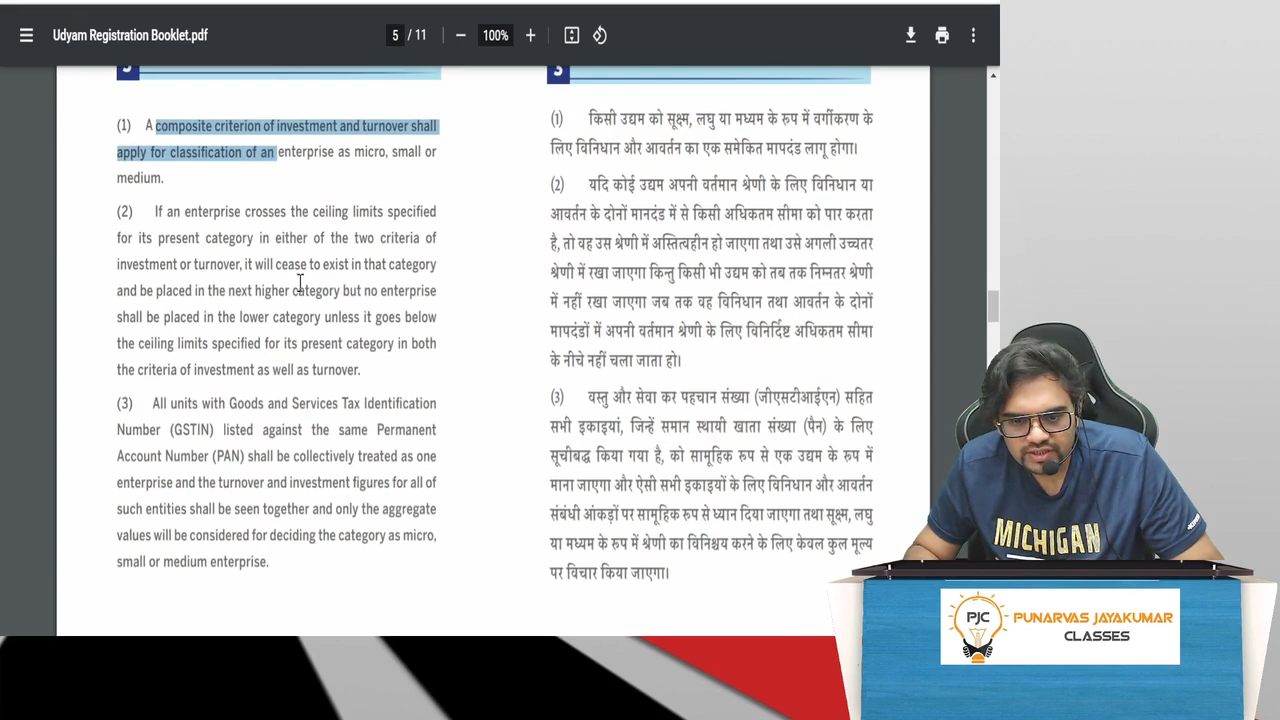 Udyam Registration Booklet.pdf
5 / 11
100%
3
3
(1) A composite criterion of investment and turnover shall
apply for classification of an enterprise as micro, small or
medium.
(2) If an enterprise crosses the ceiling limits specified
for its present category in either of the two criteria of
investment or turnover, it will cease to exist in that category
and be placed in the next higher category but no enterprise
shall be placed in the lower category unless it goes below
the ceiling limits specified for its present category in both
the criteria of investment as well as turnover.
(3) All units with Goods and Services Tax Identification
Number (GSTIN) listed against the same Permanent
Account Number (PAN) shall be collectively treated as one
enterprise and the turnover and investment figures for all of
such entities shall be seen together and only the aggregate
values will be considered for deciding the category as micro,
small or medium enterprise.
(1) किसी उद्यम को सूक्ष्म, लघु या मध्यम के रूप में वर्गीकरण के
लिए विनिधान और आवर्तन का एक समेकित मापदंड लागू होगा।
(2) यदि कोई उद्यम अपनी वर्तमान श्रेणी के लिए विनिधान या
आवर्तन के दोनों मानदंड में से किसी अधिकतम सीमा को पार करता
है, तो वह उस श्रेणी में अस्तित्वहीन हो जाएगा तथा उसे अगली उच्चतर
श्रेणी में रखा जाएगा किन्तु किसी भी उद्यम को तब तक निम्नतर श्रेणी
में नहीं रखा जाएगा जब तक वह विनिधान तथा आवर्तन के दोनों
मापदंडों में अपनी वर्तमान श्रेणी के लिए विनिर्दिष्ट अधिकतम सीमा
के नीचे नहीं चला जाता हो।
(3) वस्तु और सेवा कर पहचान संख्या (जीएसटीआईएन) सहित
सभी इकाइयां, जिन्हें समान स्थायी खाता संख्या (पैन) के लिए
सूचीबद्ध किया गया है, को सामूहिक रूप से एक उद्यम के रूप में
माना जाएगा और ऐसी सभी इकाइयों के लिए विनिधान और आवर्तन
संबंधी आंकड़ों पर सामूहिक रूप से ध्यान दिया जाएगा तथा सूक्ष्म, लघु
या मध्यम के रूप में श्रेणी का विनिश्चय करने के लिए केवल कुल मूल्य
पर विचार किया जाएगा।
MICHIGAN
PJC
PUNARVAS JAYAKUMAR
CLASSES